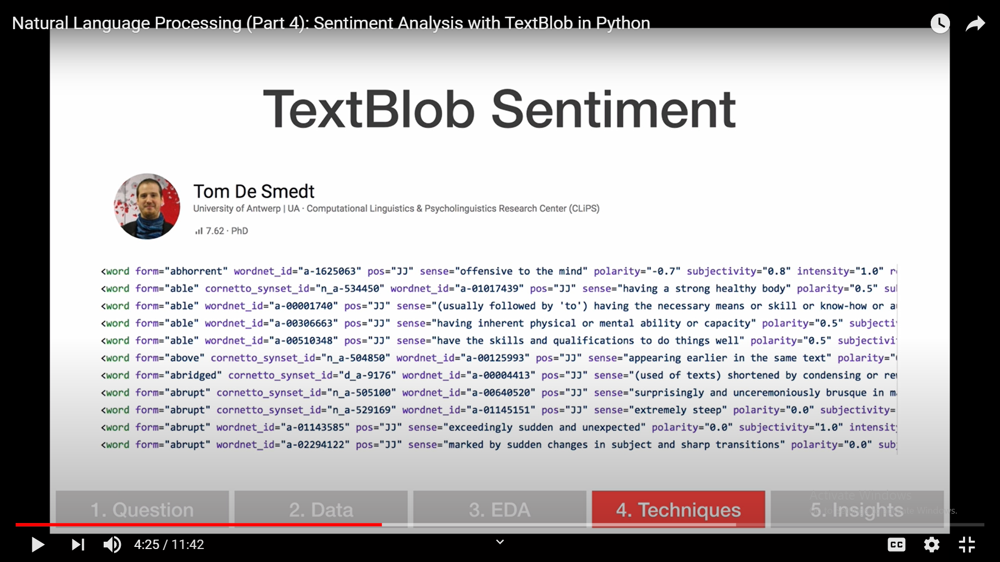 Natural Language Processing (Part 4): Sentiment Analysis with TextBlob in Python
TextBlob Sentiment
Tom De Smedt
University of Antwerp | UA · Computational Linguistics & Psycholinguistics Research Center (CLiPS)
7.62 · PhD
<word form="abhorrent" wordnet_id="a-1625063" pos="JJ" sense="offensive to the mind" polarity="-0.7" subjectivity="0.8" intensity="1.0" r
<word form="able" cornetto_synset_id="n_a-534450" wordnet_id="a-01017439" pos="JJ" sense="having a strong healthy body" polarity="0.5" su
<word form="able" wordnet_id="a-00001740" pos="JJ" sense="(usually followed by 'to') having the necessary means or skill or know-how or a
<word form="able" wordnet_id="a-00306663" pos="JJ" sense="having inherent physical or mental ability or capacity" polarity="0.5" subjecti
<word form="able" wordnet_id="a-00510348" pos="JJ" sense="have the skills and qualifications to do things well" polarity="0.5" subjectivi
<word form="above" cornetto_synset_id="n_a-504850" wordnet_id="a-00125993" pos="JJ" sense="appearing earlier in the same text" polarity="
<word form="abridged" cornetto_synset_id="d_a-9176" wordnet_id="a-00004413" pos="JJ" sense="(used of texts) shortened by condensing or re
<word form="abrupt" cornetto_synset_id="n_a-505100" wordnet_id="a-00640520" pos="JJ" sense="surprisingly and unceremoniously brusque in m
<word form="abrupt" cornetto_synset_id="n_a-529169" wordnet_id="a-01145151" pos="JJ" sense="extremely steep" polarity="0.0" subjectivity=
<word form="abrupt" wordnet_id="a-01143585" pos="JJ" sense="exceedingly sudden and unexpected" polarity="0.0" subjectivity="1.0" intensit
<word form="abrupt" wordnet_id="a-02294122" pos="JJ" sense="marked by sudden changes in subject and sharp transitions" polarity="0.0" sub
Activate Windows
1. Question 2. Data 3. EDA 4. Techniques 5. Insights
4:25 / 11:42
CC